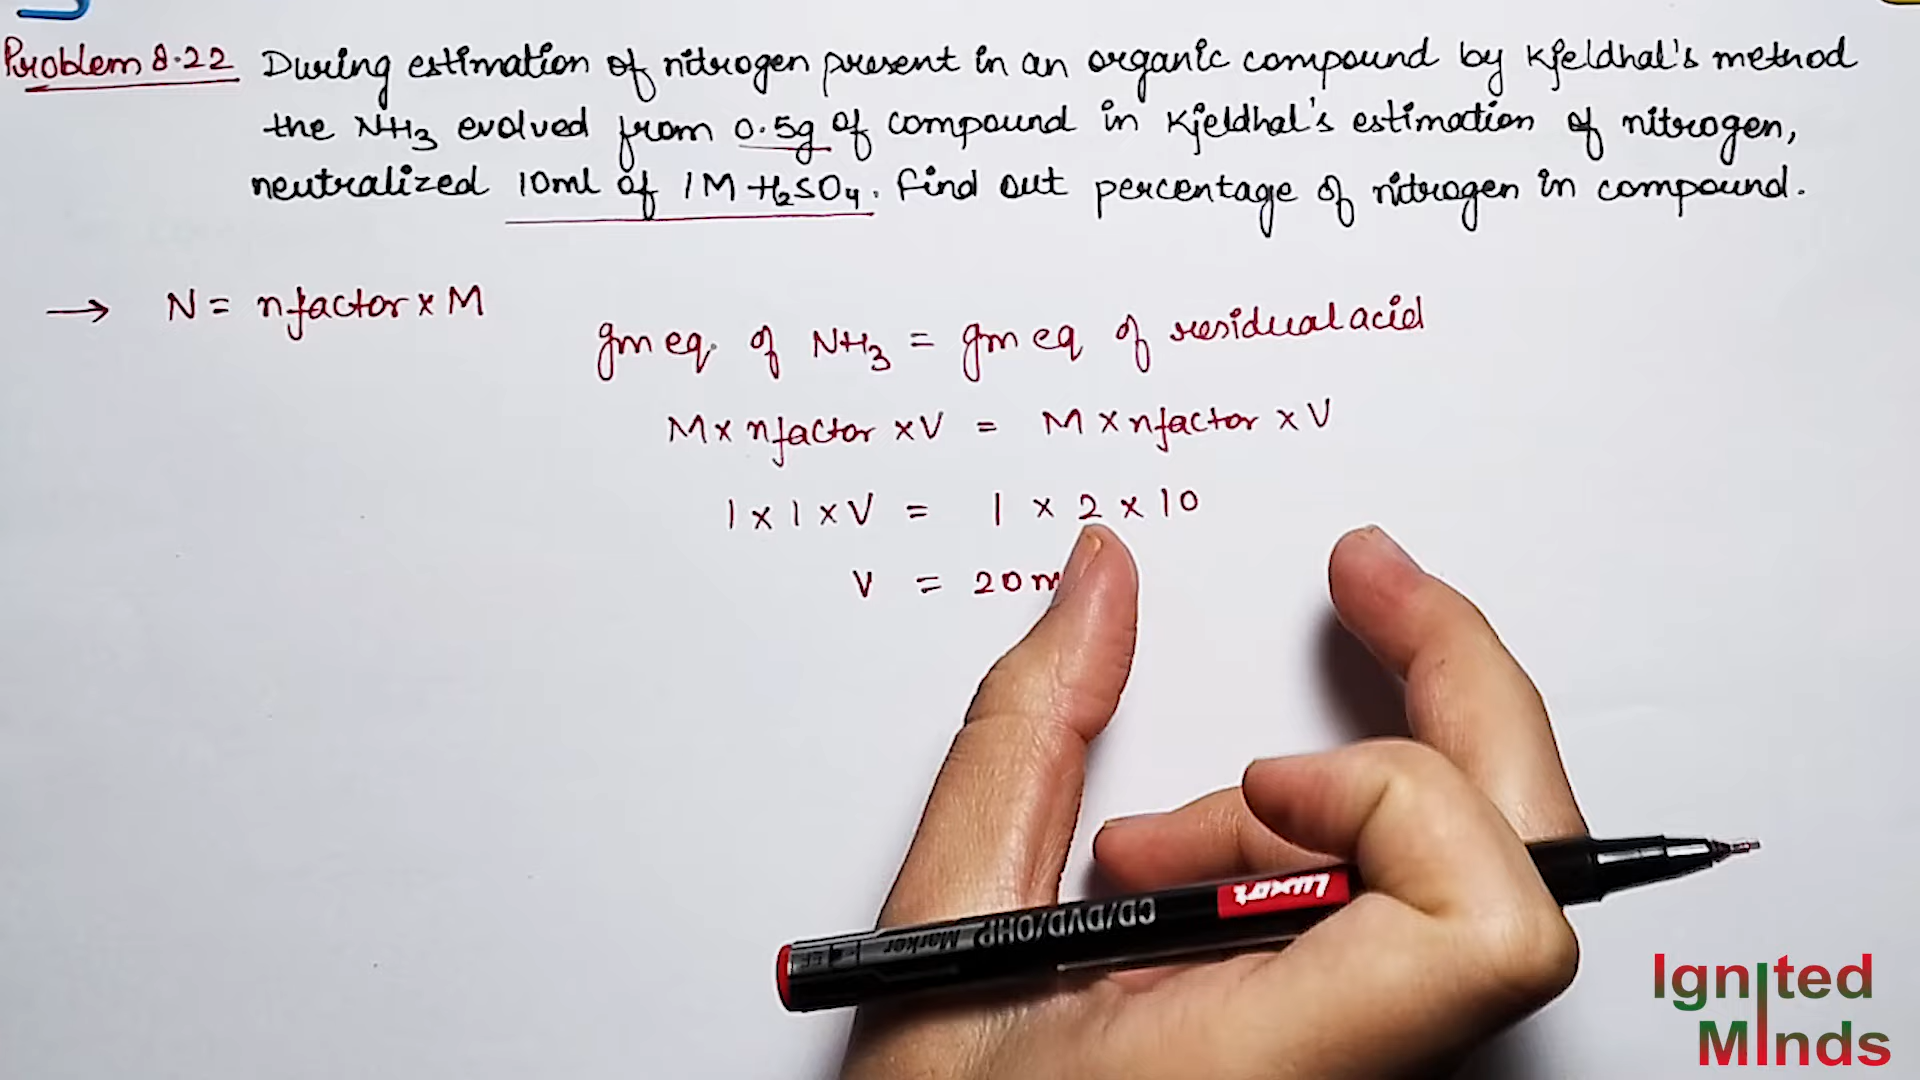 Problem 8.22 During estimation of nitrogen present in an organic compound by Kjeldhal's method
the NH3 evolved from 0.5g of compound in Kjeldhal's estimation of nitrogen,
neutralized 10ml of 1M H2SO4. Find out percentage of nitrogen in compound.
→ N = nfactor × M
gm eq. of NH3 = gm eq of residual acid
M × nfactor × V = M × nfactor × V
1 × 1 × V = 1 × 2 × 10
V = 20m
Luxor
CD/DVD/OHP Marker
Ignited
Minds